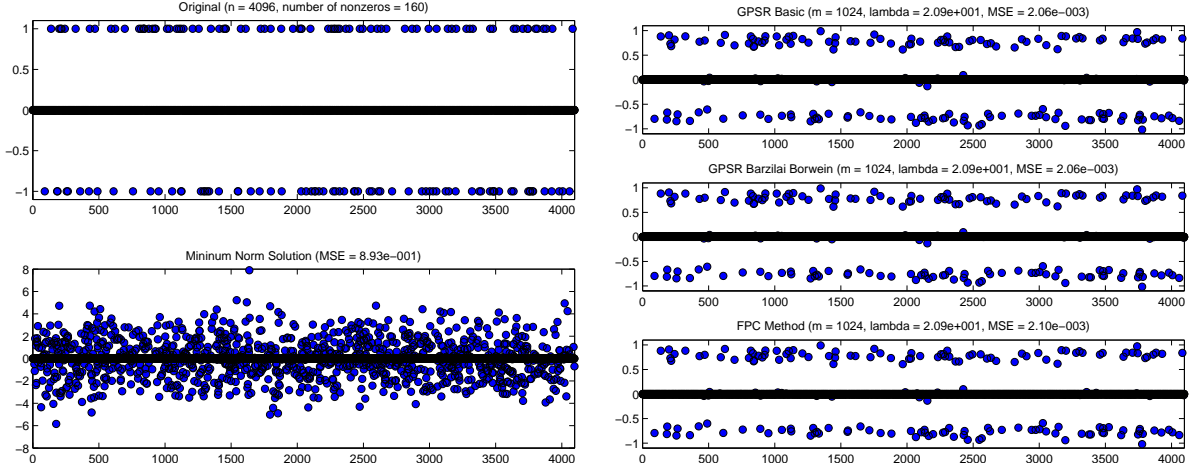 Original (n = 4096, number of nonzeros = 160)
1
0.5
0
−0.5
−1
0 500 1000 1500 2000 2500 3000 3500 4000
Mininum Norm Solution (MSE = 8.93e−001)
8
6
4
2
0
−2
−4
−6
−8
0 500 1000 1500 2000 2500 3000 3500 4000
GPSR Basic (m = 1024, lambda = 2.09e+001, MSE = 2.06e−003)
1
0.5
0
−0.5
−1
0 500 1000 1500 2000 2500 3000 3500 4000
GPSR Barzilai Borwein (m = 1024, lambda = 2.09e+001, MSE = 2.06e−003)
1
0.5
0
−0.5
−1
0 500 1000 1500 2000 2500 3000 3500 4000
FPC Method (m = 1024, lambda = 2.09e+001, MSE = 2.10e−003)
1
0.5
0
−0.5
−1
0 500 1000 1500 2000 2500 3000 3500 4000